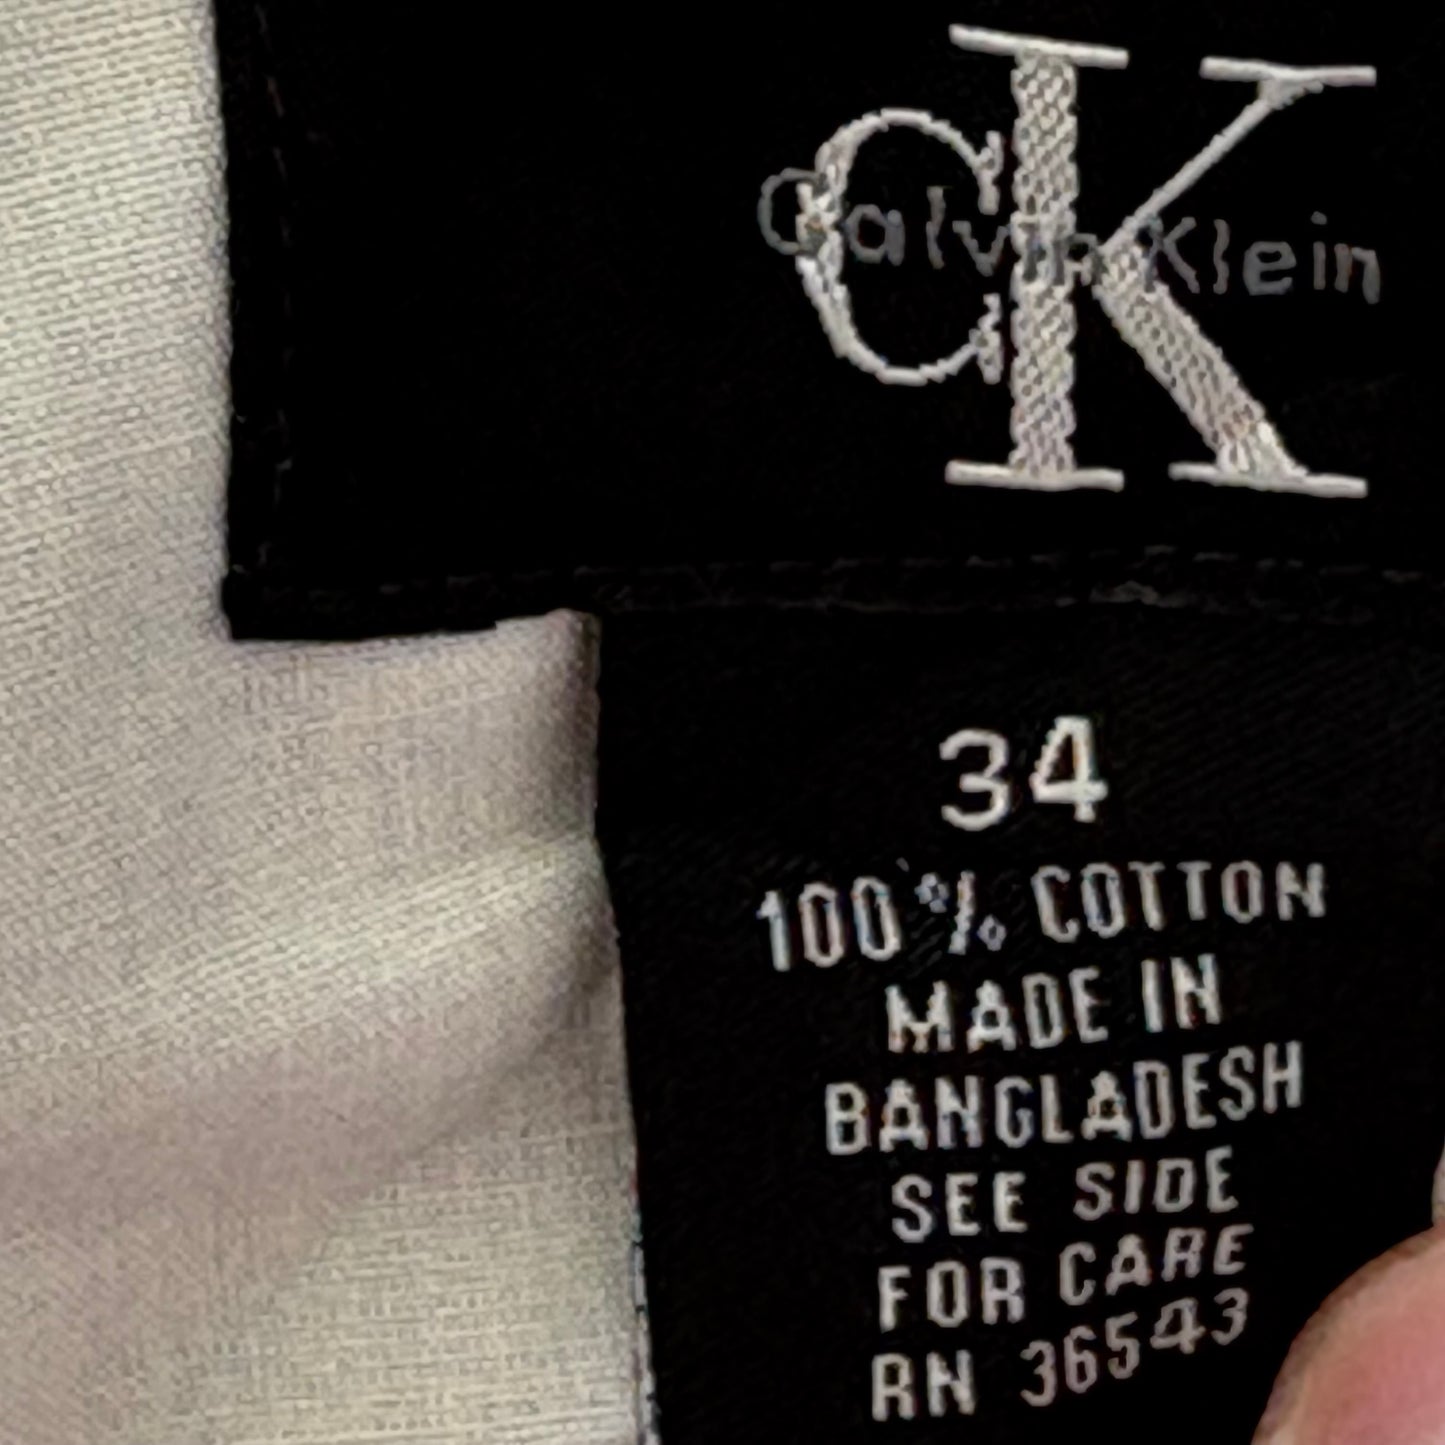 CK
Calvin Klein
34
100% COTTON
MADE IN
BANGLADESH
SEE SIDE
FOR CARE
RN 36543